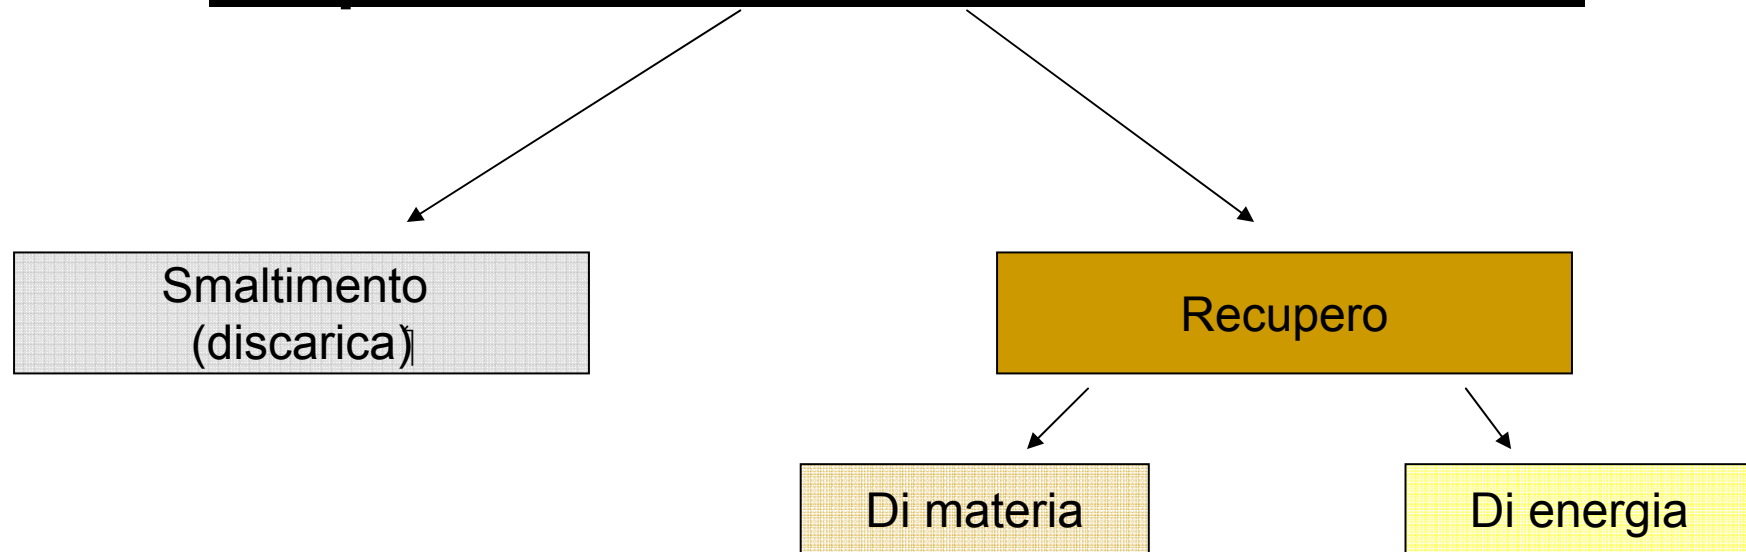 Smaltimento
(discarica)
Recupero
Di materia
Di energia